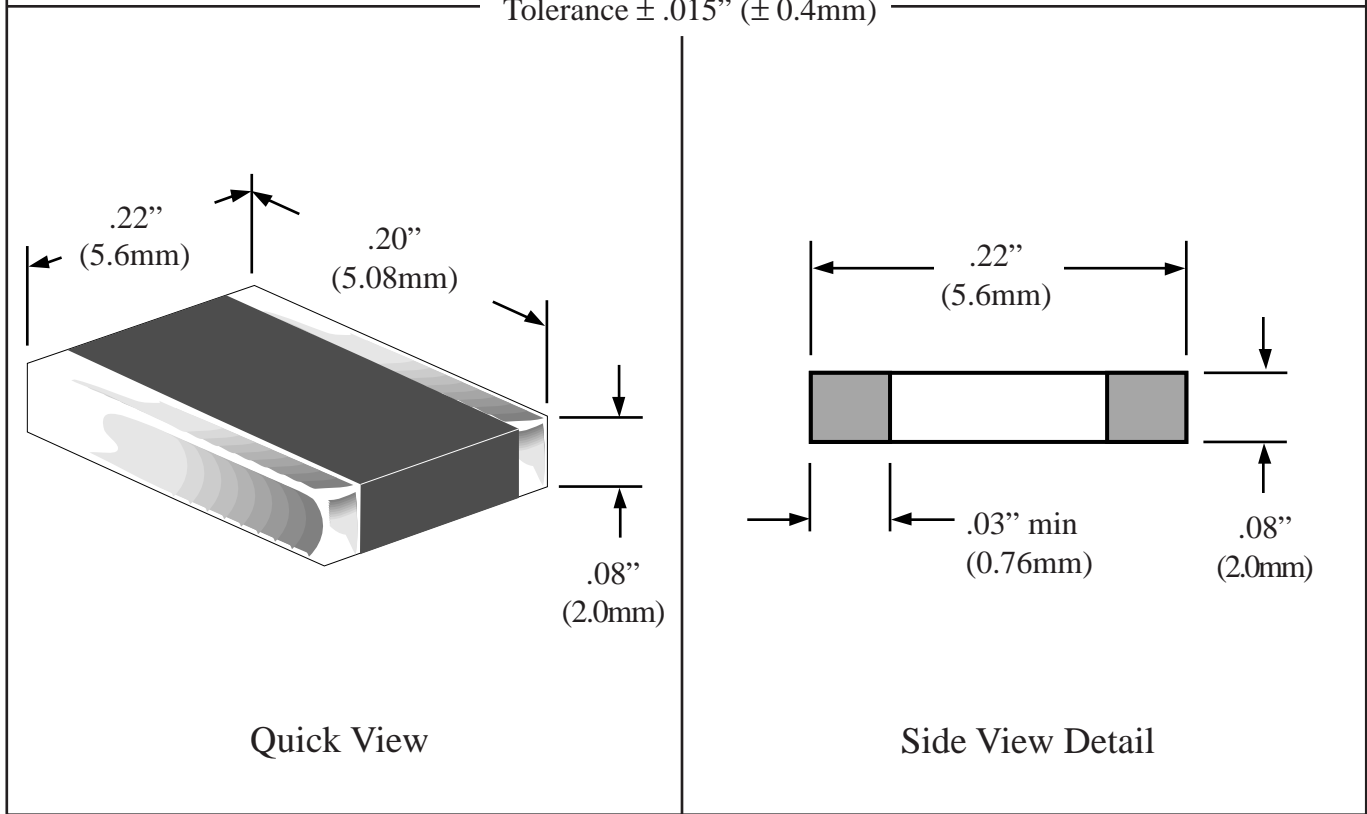 Tolerance ± .015” (± 0.4mm)
.22”
(5.6mm)
.20”
(5.08mm)
.08”
(2.0mm)
Quick View
.22”
(5.6mm)
.03” min
(0.76mm)
.08”
(2.0mm)
Side View Detail